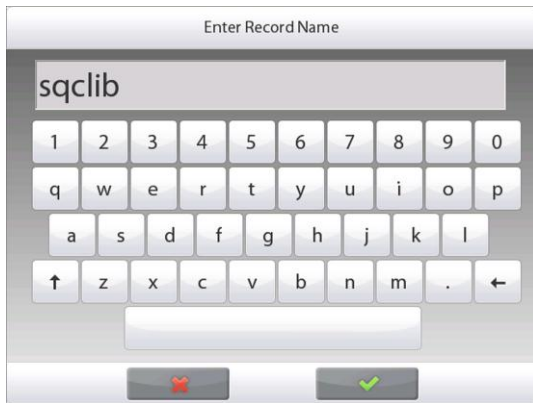 Enter Record Name
sqclib
1 2 3 4 5 6 7 8 9 0
q w e r t y u i o p
a s d f g h j k l
↑ z x c v b n m . ←